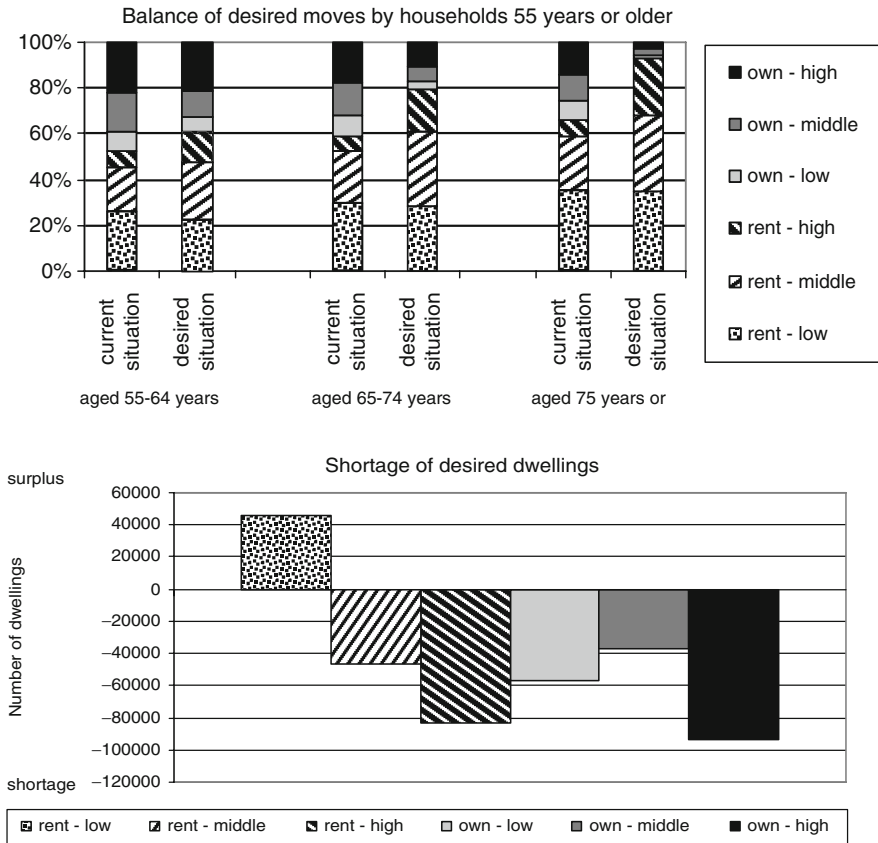 Balance of desired moves by households 55 years or older
100%
80%
60%
40%
20%
0%
current situation
desired situation
current situation
desired situation
current situation
desired situation
aged 55-64 years
aged 65-74 years
aged 75 years or
own - high
own - middle
own - low
rent - high
rent - middle
rent - low
Shortage of desired dwellings
surplus
Number of dwellings
shortage
60000
40000
20000
0
−20000
−40000
−60000
−80000
−100000
−120000
rent - low rent - middle rent - high own - low own - middle own - high